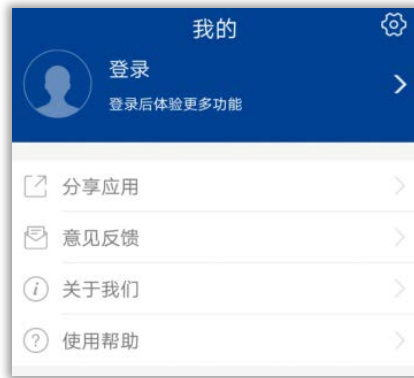 我的
登录
登录后体验更多功能
分享应用
意见反馈
关于我们
使用帮助